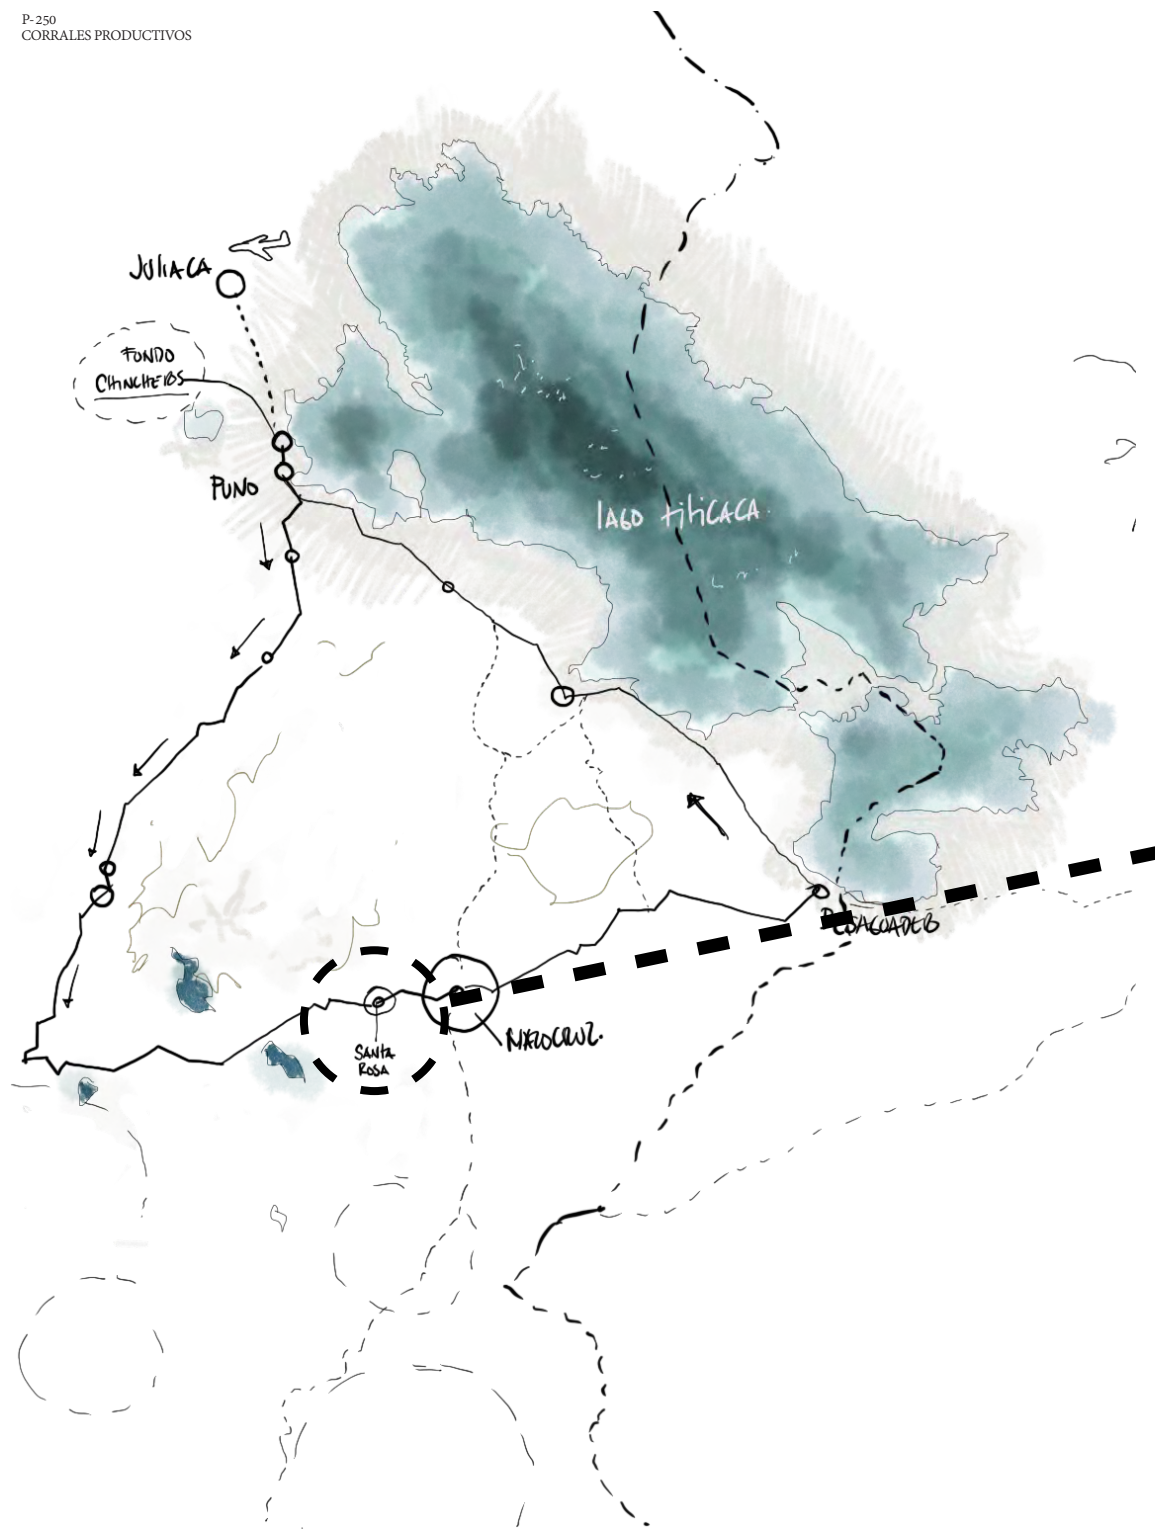 P-250
CORRALES PRODUCTIVOS
JULIACA
FONDO
CHINCHEROS
PUNO
lAGO titiCACA
DESAGUADERO
MAZOCRUZ.
SANTA
ROSA